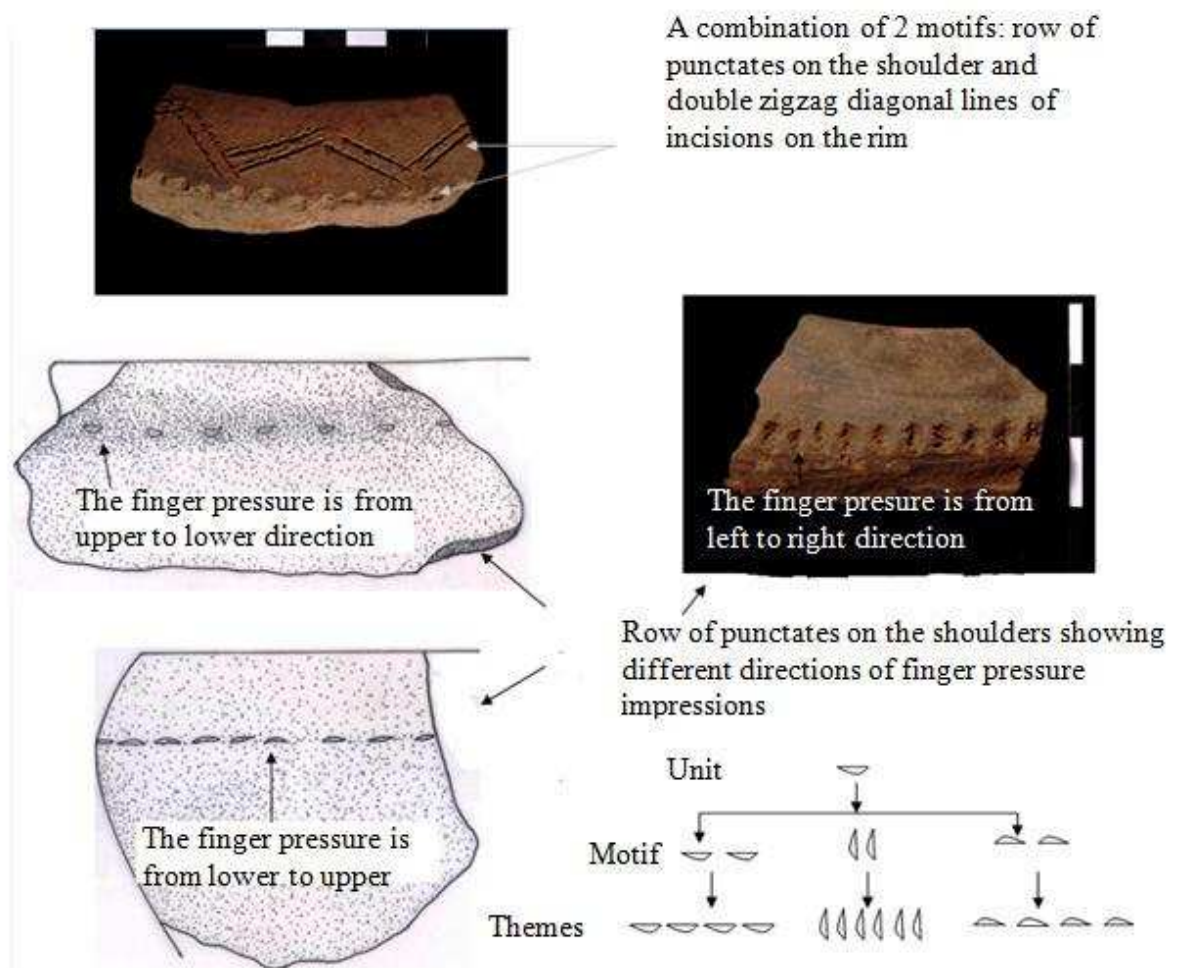 A combination of 2 motifs: row of
punctates on the shoulder and
double zigzag diagonal lines of
incisions on the rim
The finger pressure is from
upper to lower direction
The finger presure is from
left to right direction
Row of punctates on the shoulders showing
different directions of finger pressure
impressions
The finger pressure is
from lower to upper
Unit
Motif
Themes